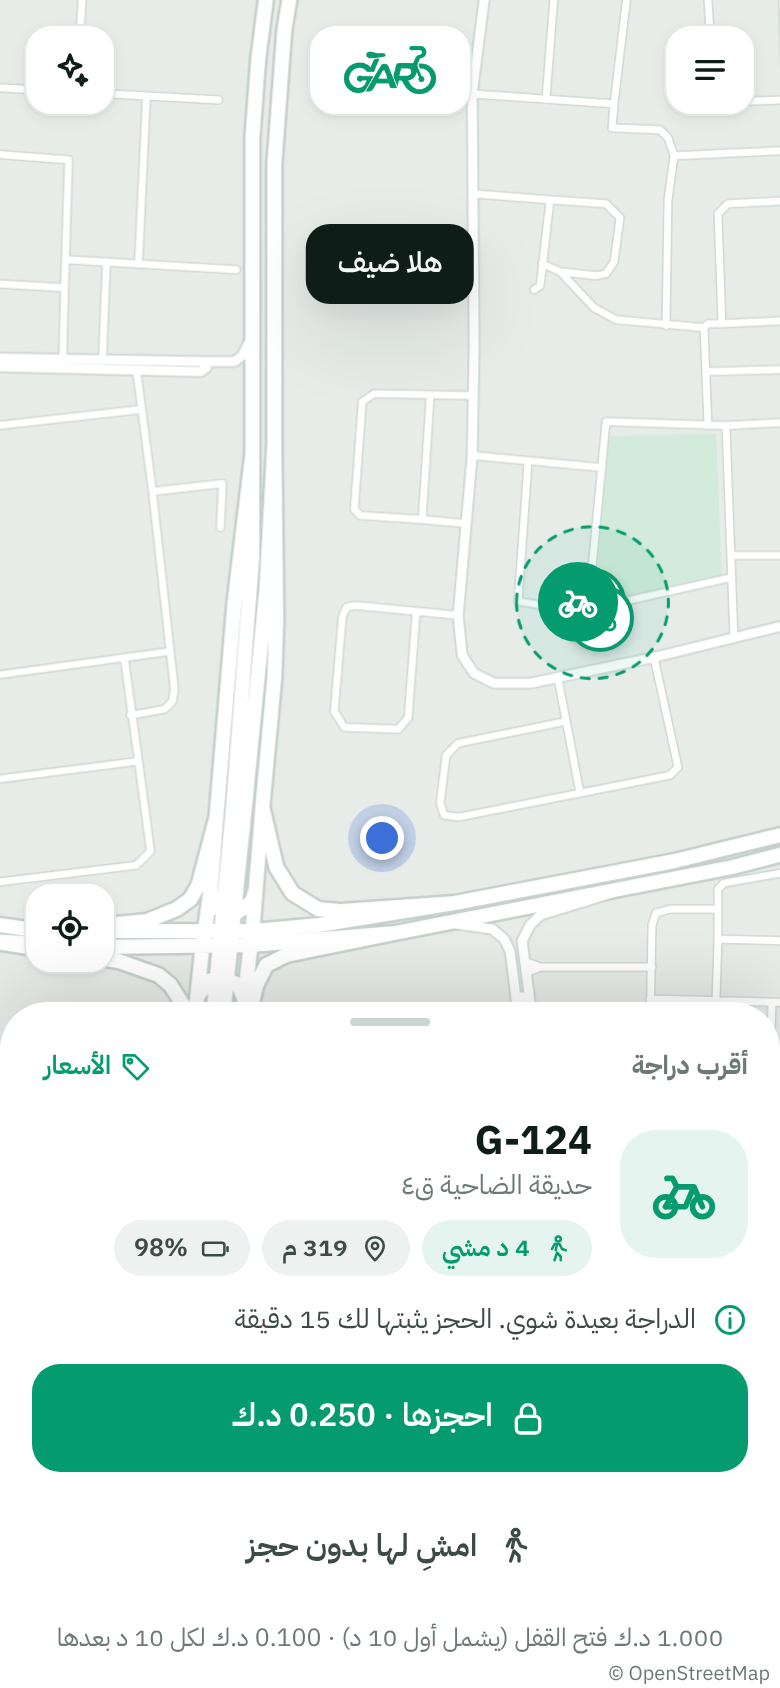 GARO
هلا ضيف
أقرب دراجة
الأسعار
G-124
حديقة الضاحية ق٤
4 د مشي
319 م
98%
الدراجة بعيدة شوي. الحجز يثبتها لك 15 دقيقة
احجزها · 0.250 د.ك
امشِ لها بدون حجز
1.000 د.ك فتح القفل (يشمل أول 10 د) · 0.100 د.ك لكل 10 د بعدها
© OpenStreetMap